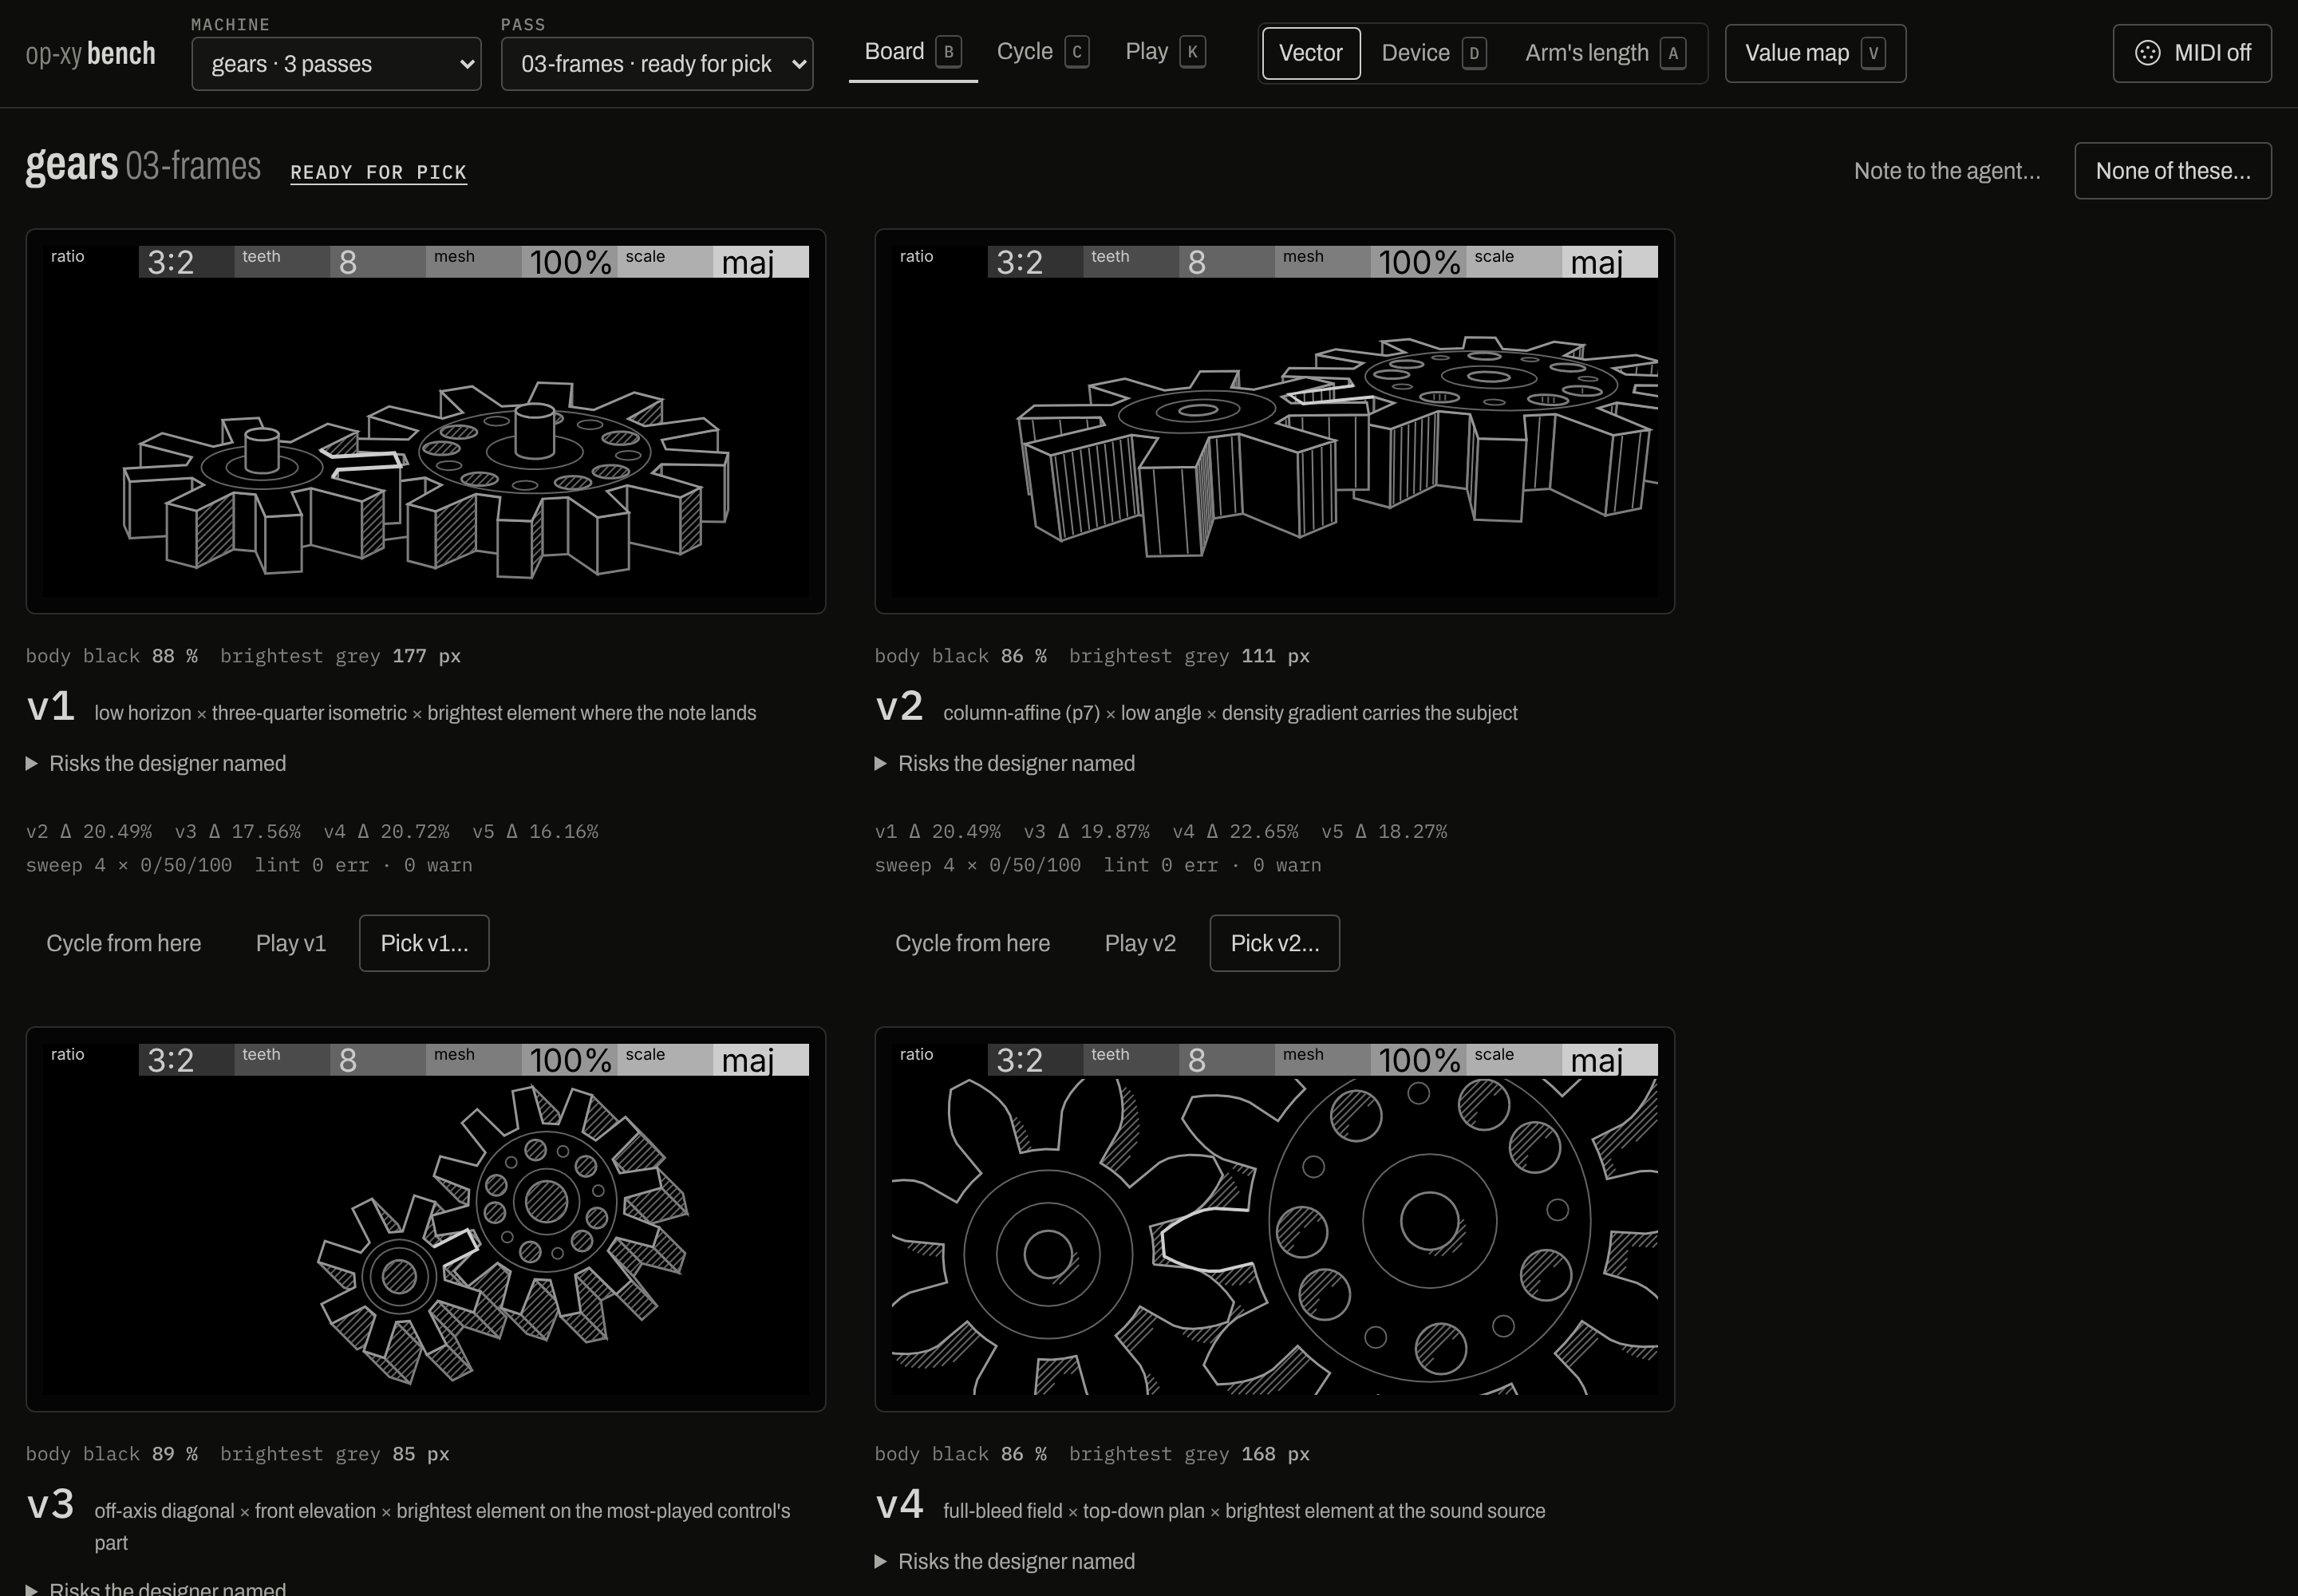 MACHINE
PASS
op-xy bench
gears · 3 passes
03-frames · ready for pick
Board B
Cycle C
Play K
Vector
Device D
Arm's length A
Value map V
MIDI off
gears 03-frames
READY FOR PICK
Note to the agent...
None of these...
ratio 3:2 teeth 8 mesh 100% scale maj
ratio 3:2 teeth 8 mesh 100% scale maj
body black 88 % brightest grey 177 px
body black 86 % brightest grey 111 px
v1 low horizon × three-quarter isometric × brightest element where the note lands
v2 column-affine (p7) × low angle × density gradient carries the subject
▶ Risks the designer named
▶ Risks the designer named
v2 Δ 20.49% v3 Δ 17.56% v4 Δ 20.72% v5 Δ 16.16%
v1 Δ 20.49% v3 Δ 19.87% v4 Δ 22.65% v5 Δ 18.27%
sweep 4 × 0/50/100 lint 0 err · 0 warn
sweep 4 × 0/50/100 lint 0 err · 0 warn
Cycle from here
Play v1
Pick v1...
Cycle from here
Play v2
Pick v2...
ratio 3:2 teeth 8 mesh 100% scale maj
ratio 3:2 teeth 8 mesh 100% scale maj
body black 89 % brightest grey 85 px
body black 86 % brightest grey 168 px
v3 off-axis diagonal × front elevation × brightest element on the most-played control's
part
v4 full-bleed field × top-down plan × brightest element at the sound source
▶ Risks the designer named
▶ Risks the designer named